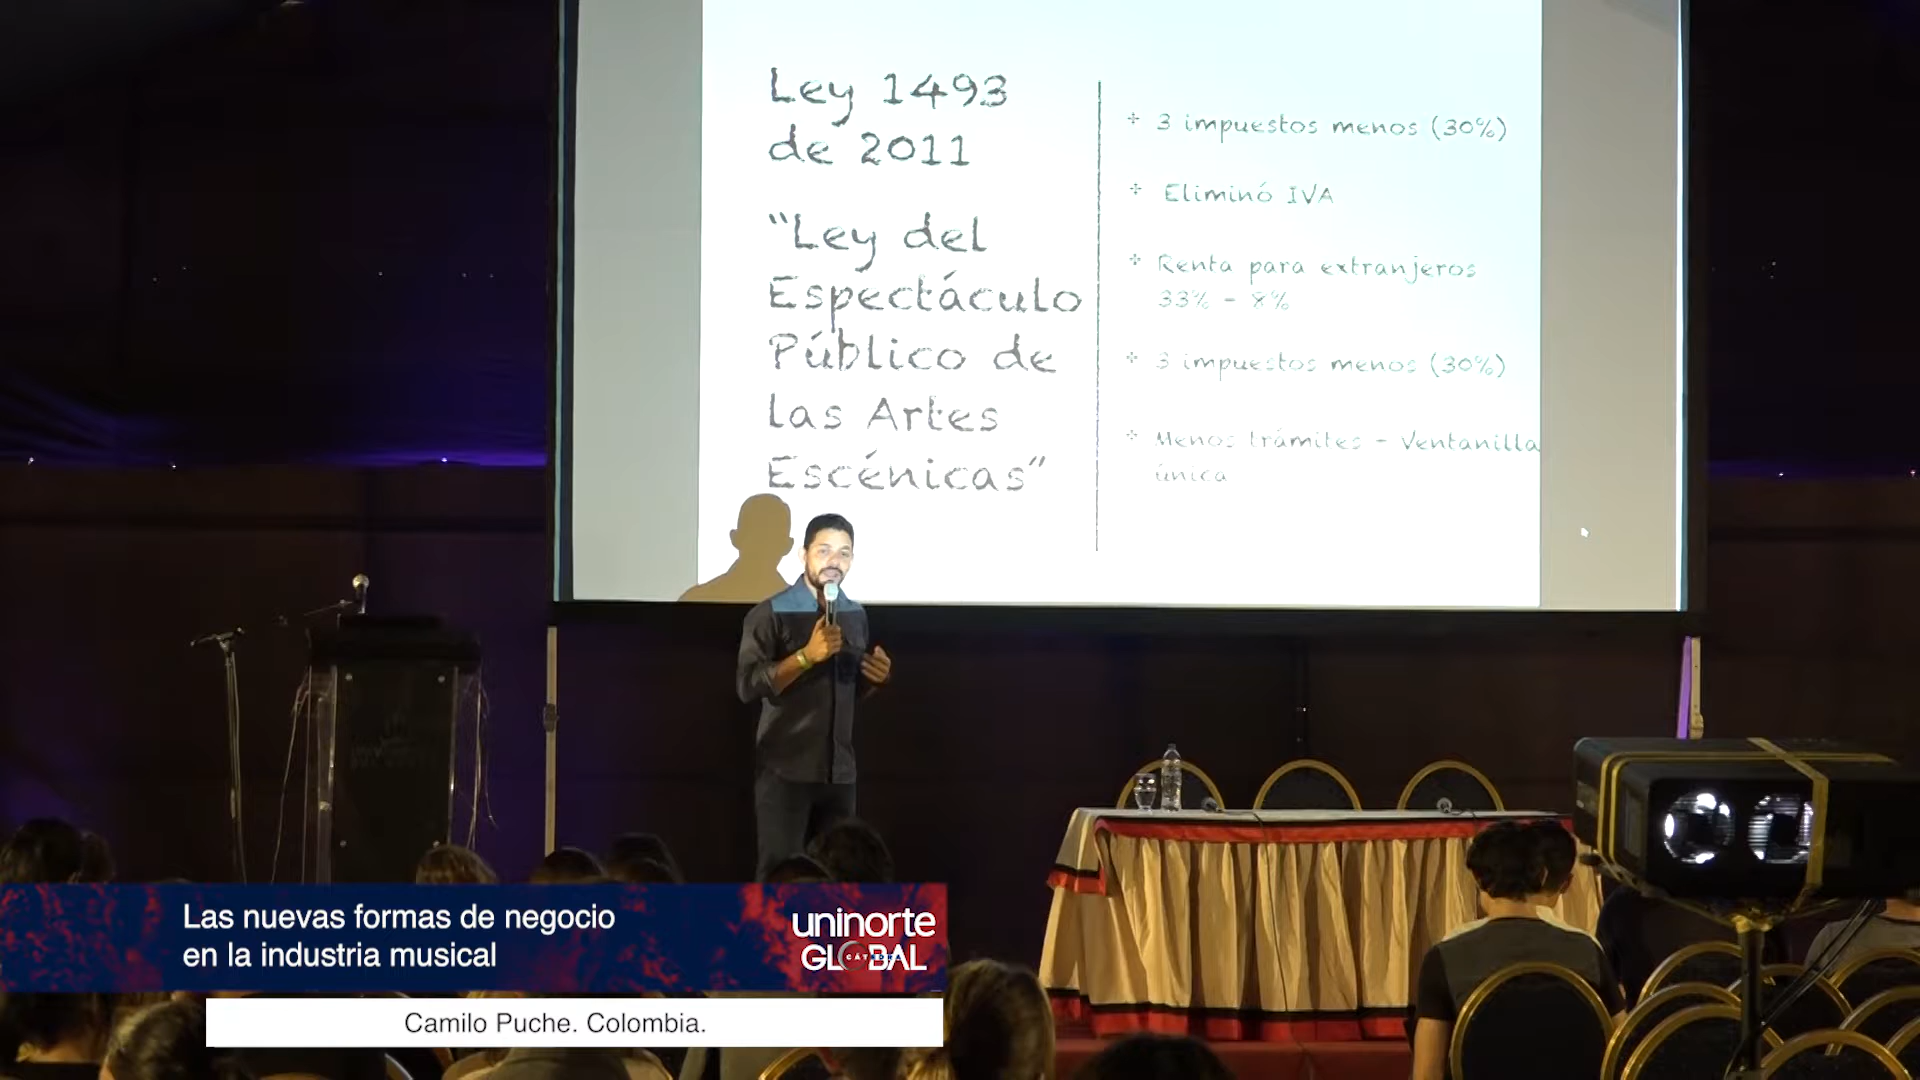 Ley 1493
de 2011
“Ley del
Espectáculo
Público de
las Artes
Escénicas”
3 impuestos menos (30%)
Eliminó IVA
Renta para extranjeros
33% - 8%
3 impuestos menos (30%)
Menos trámites - Ventanilla
única
Las nuevas formas de negocio
en la industria musical
uninorte
GLOBAL
Camilo Puche. Colombia.